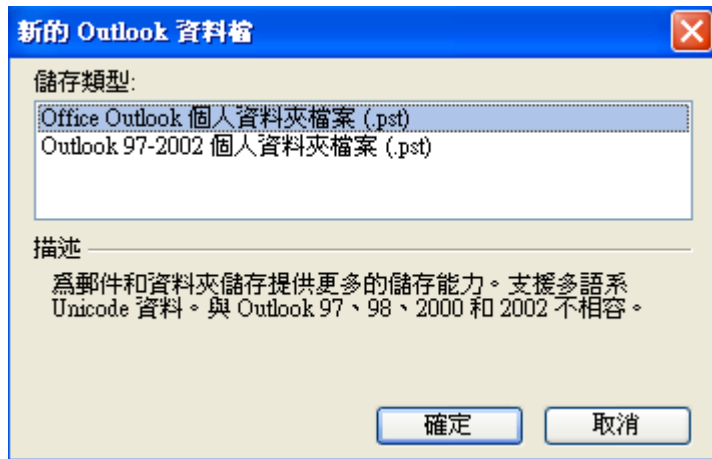 新的 Outlook 資料檔
儲存類型:
Office Outlook 個人資料夾檔案 (.pst)
Outlook 97-2002 個人資料夾檔案 (.pst)
描述
為郵件和資料夾儲存提供更多的儲存能力。支援多語系
Unicode 資料。與 Outlook 97、98、2000 和 2002 不相容。
確定
取消